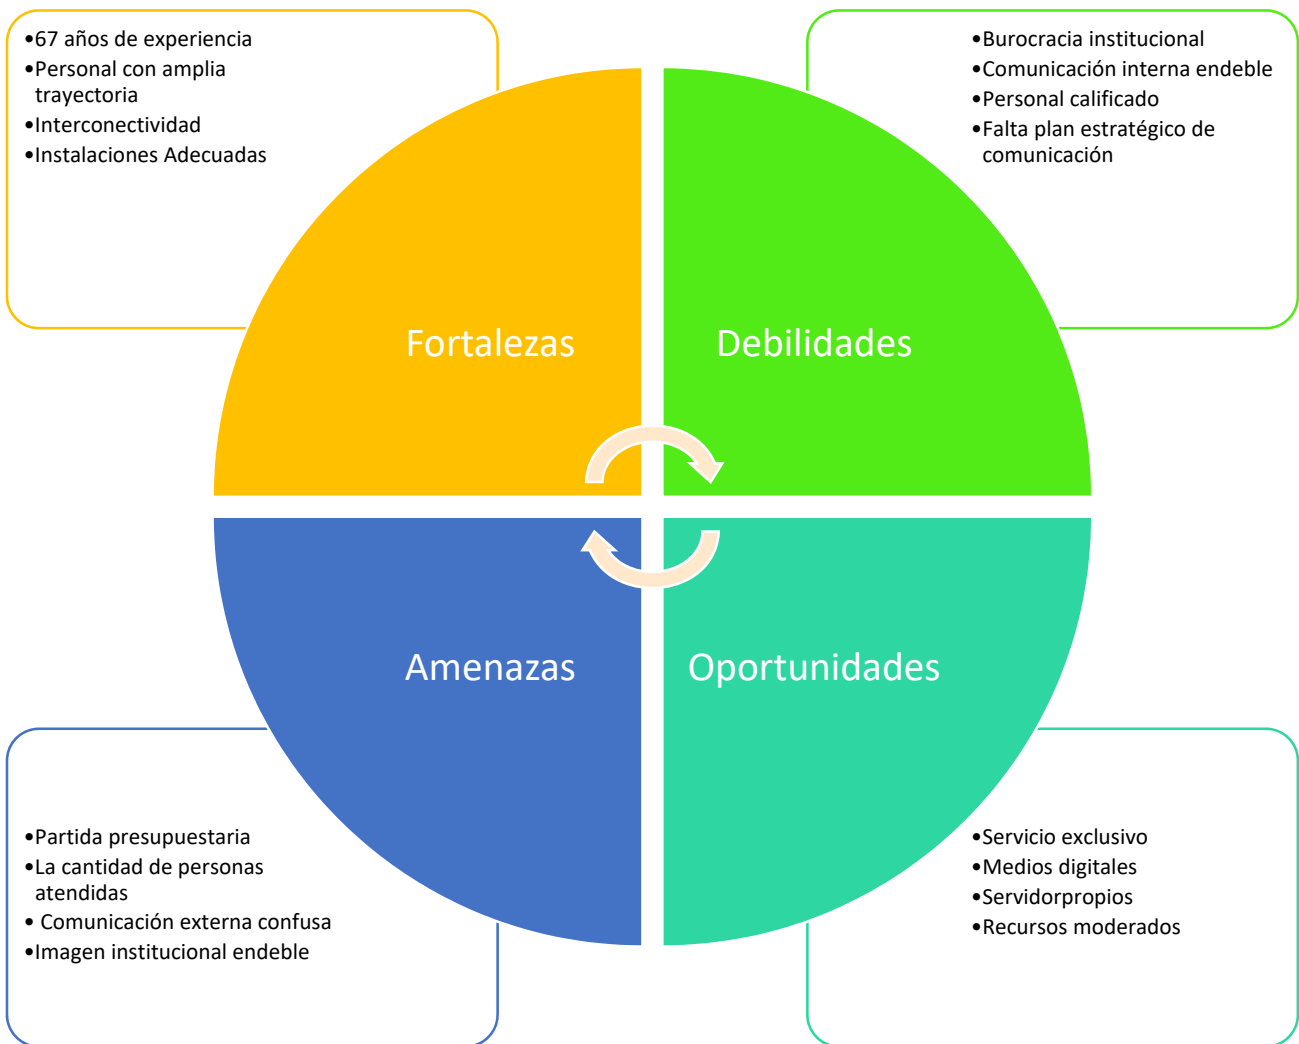 •67 años de experiencia
•Personal con amplia
trayectoria
•Interconectividad
•Instalaciones Adecuadas
•Burocracia institucional
•Comunicación interna endeble
•Personal calificado
•Falta plan estratégico de
comunicación
Fortalezas
Debilidades
Amenazas
Oportunidades
•Partida presupuestaria
•La cantidad de personas
atendidas
• Comunicación externa confusa
•Imagen institucional endeble
•Servicio exclusivo
•Medios digitales
•Servidorpropios
•Recursos moderados